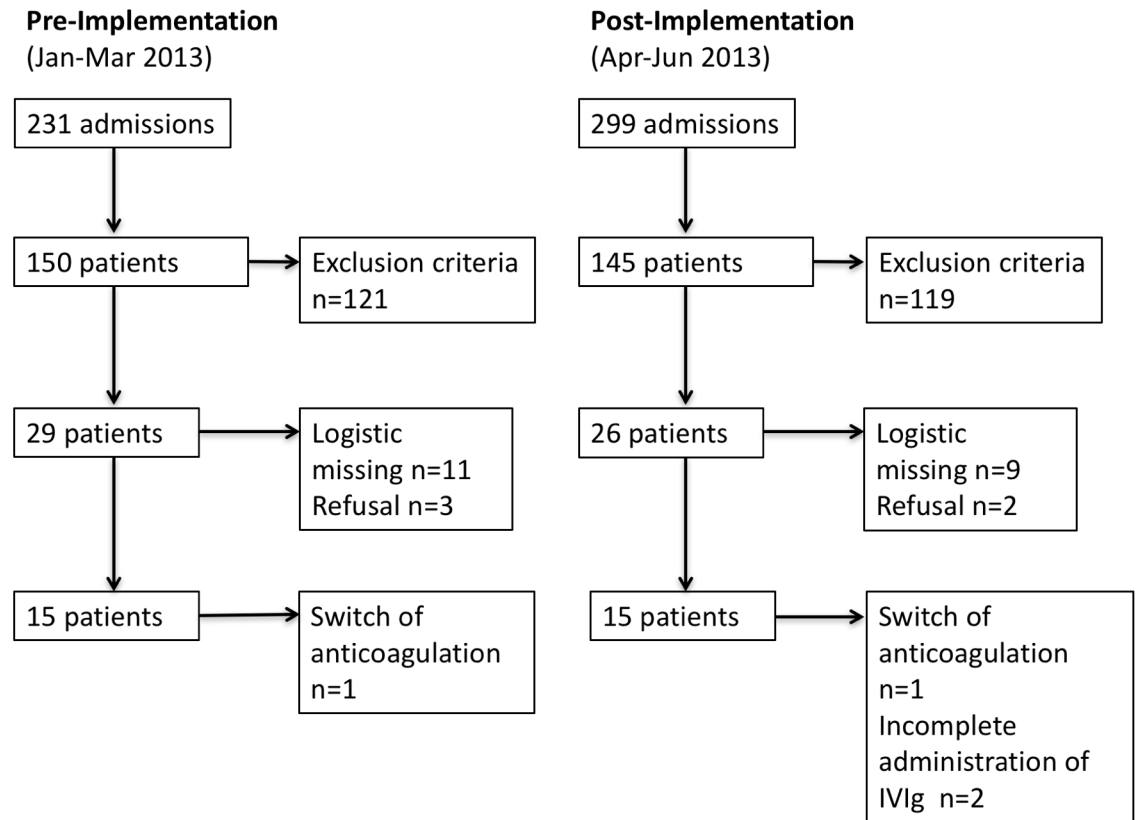 Pre-Implementation
(Jan-Mar 2013)
231 admissions
150 patients
Exclusion criteria
n=121
29 patients
Logistic
missing n=11
Refusal n=3
15 patients
Switch of
anticoagulation
n=1
Post-Implementation
(Apr-Jun 2013)
299 admissions
145 patients
Exclusion criteria
n=119
26 patients
Logistic
missing n=9
Refusal n=2
15 patients
Switch of
anticoagulation
n=1
Incomplete
administration of
IVIg  n=2